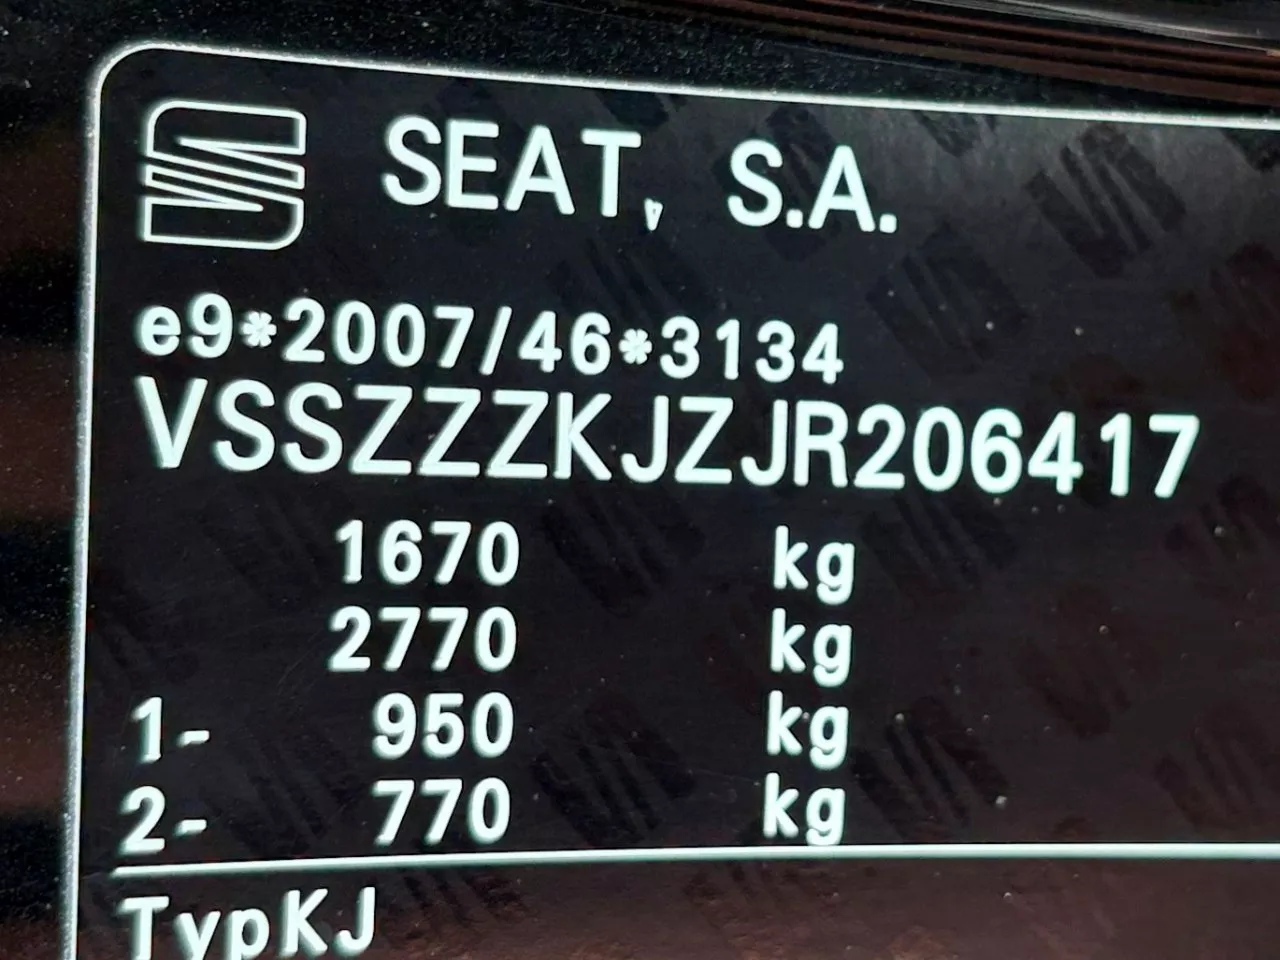 SEAT, S.A.
e9*2007/46*3134
VSSZZZKJZJR206417
1670 kg
2770 kg
1- 950 kg
2- 770 kg
TypKJ